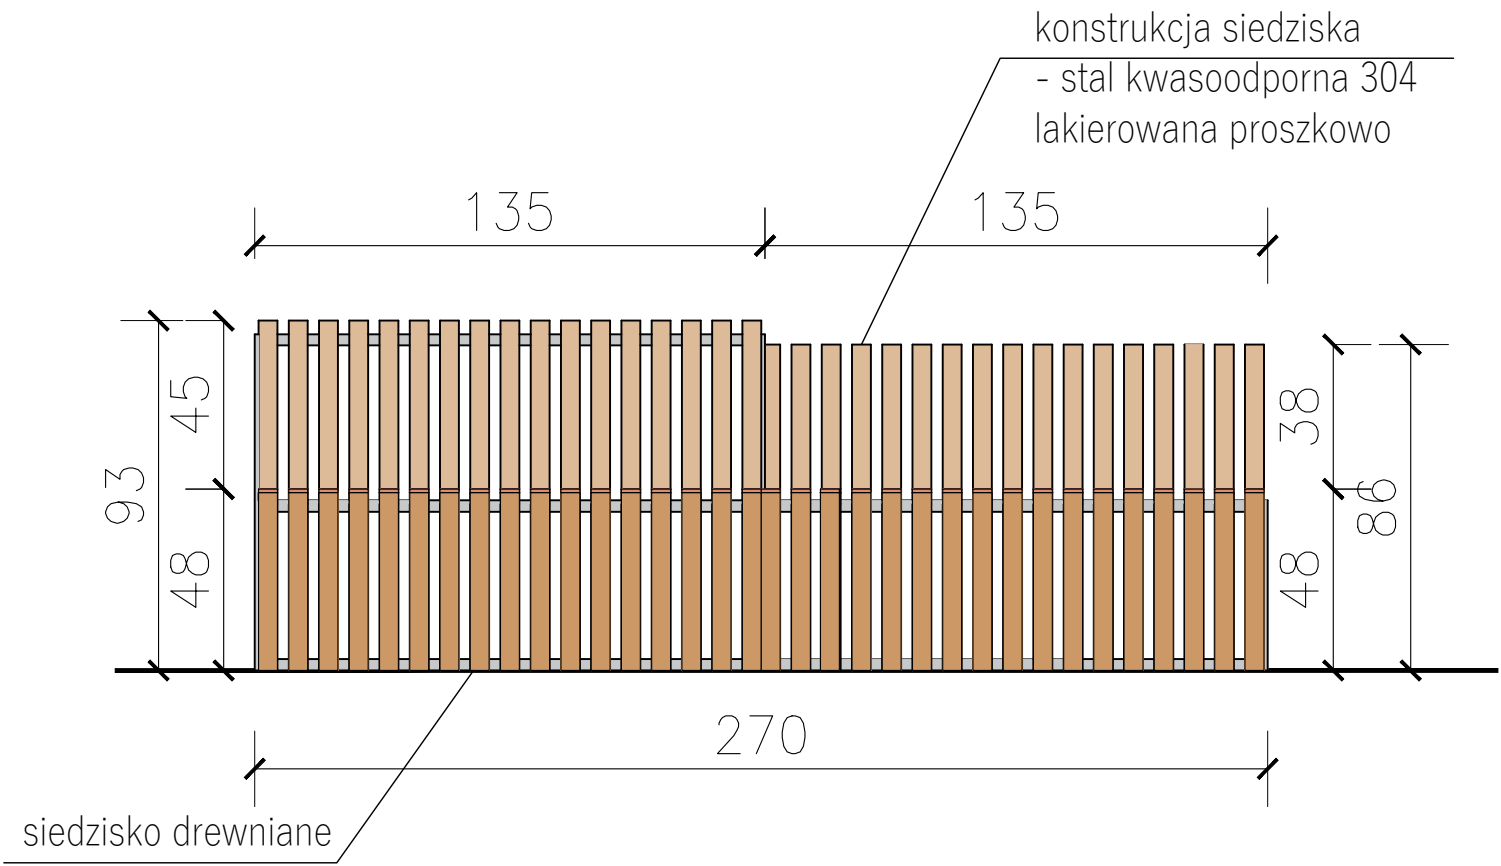 konstrukcja siedziska
- stal kwasoodporna 304
lakierowana proszkowo
135
135
45
93
48
38
86
48
270
siedzisko drewniane